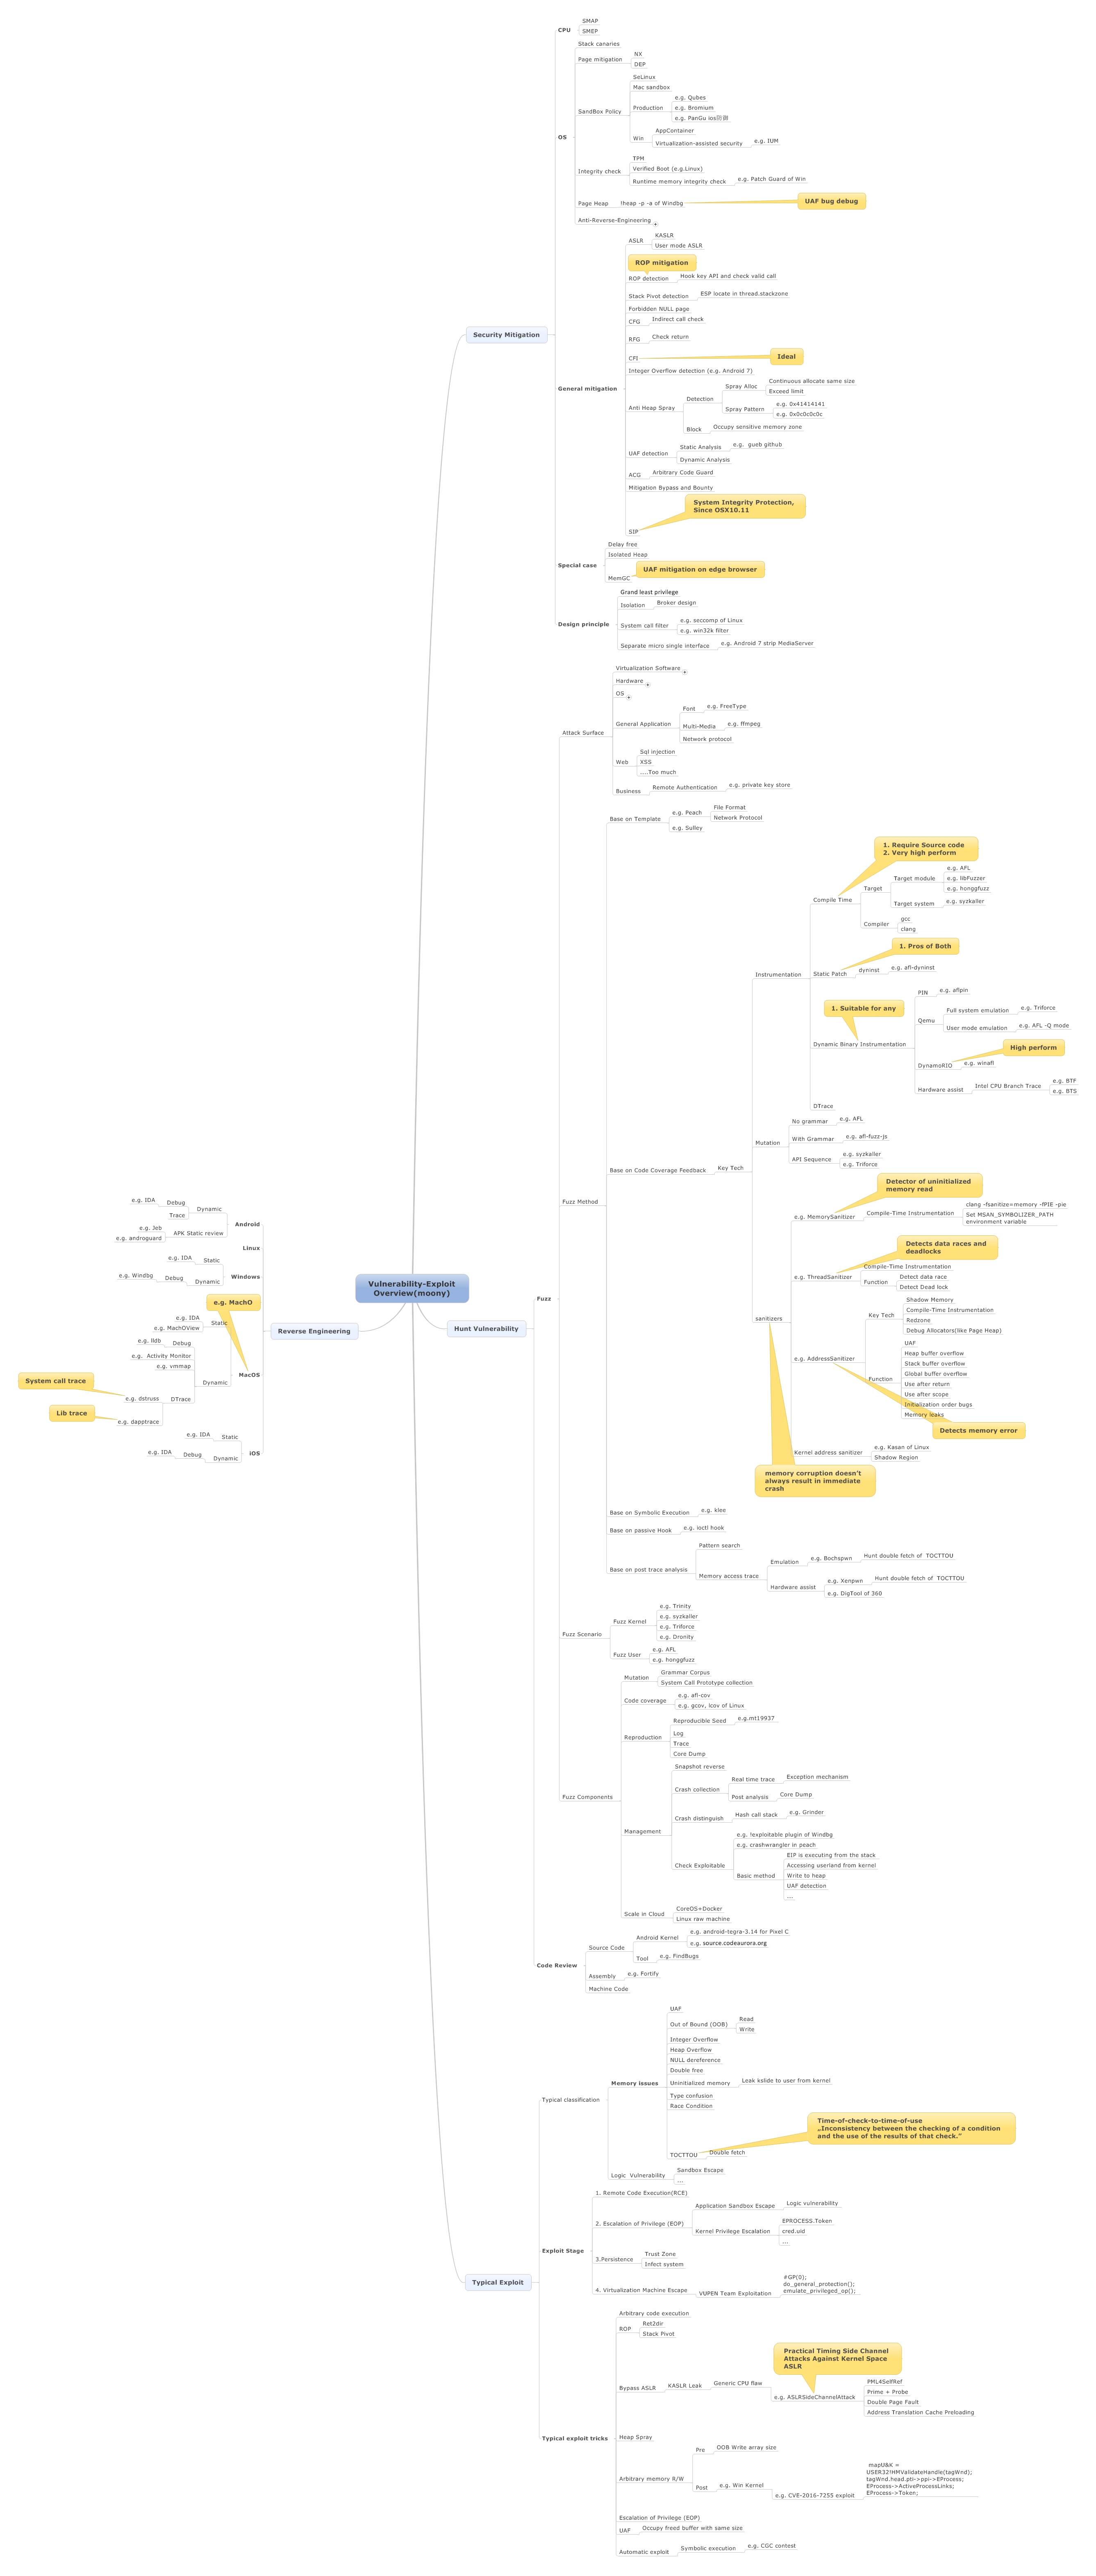 Vulnerability-Exploit
Overview(moony)
Security Mitigation
CPU
SMAP
SMEP
OS
Stack canaries
Page mitigation
NX
DEP
SandBox Policy
SeLinux
Mac sandbox
Production
e.g. Qubes
e.g. Bromium
Win
AppContainer
Virtualization-assisted security
e.g. IUM
Integrity check
TPM
Verified Boot (e.g.Linux)
Runtime memory integrity check
e.g. Patch Guard of Win
Page Heap
!heap -p -a of Windbg
UAF bug debug
Anti-Reverse-Engineering
General mitigation
ASLR
KASLR
User mode ASLR
ROP mitigation
ROP detection
Hook key API and check valid call
Stack Pivot detection
ESP locate in thread.stackzone
Forbidden NULL page
CFG
Indirect call check
RFG
Check return
CFI
Ideal
Integer Overflow detection (e.g. Android 7)
Anti Heap Spray
Detection
Spray Alloc
Continuous allocate same size
Exceed limit
Spray Pattern
e.g. 0x41414141
e.g. 0x0c0c0c0c
Block
Occupy sensitive memory zone
UAF detection
Static Analysis
e.g. gueb github
Dynamic Analysis
ACG
Arbitrary Code Guard
Mitigation Bypass and Bounty
System Integrity Protection,
Since OSX10.11
SIP
Special case
Delay free
Isolated Heap
MemGC
UAF mitigation on edge browser
Design principle
Grand least privilege
Isolation
Broker design
System call filter
e.g. seccomp of Linux
e.g. win32k filter
Separate micro single interface
e.g. Android 7 strip MediaServer
Hunt Vulnerability
Fuzz
Attack Surface
Virtualization Software
Hardware
OS
General Application
Font
e.g. FreeType
Multi-Media
e.g. ffmpeg
Network protocol
Web
Sql injection
XSS
....Too much
Business
Remote Authentication
e.g. private key store
Fuzz Method
Base on Template
e.g. Peach
File Format
Network Protocol
e.g. Sulley
Base on Code Coverage Feedback
Key Tech
Instrumentation
Compile Time
1. Require Source code
2. Very high perform
Target
Target module
e.g. AFL
e.g. libFuzzer
e.g. honggfuzz
Target system
e.g. syzkaller
Compiler
gcc
clang
1. Pros of Both
Static Patch
dyninst
e.g. afl-dyninst
1. Suitable for any
Dynamic Binary Instrumentation
PIN
e.g. aflpin
Qemu
Full system emulation
e.g. Triforce
User mode emulation
e.g. AFL -Q mode
High perform
DynamoRIO
e.g. winafl
Hardware assist
Intel CPU Branch Trace
e.g. BTF
e.g. BTS
DTrace
Mutation
No grammar
e.g. AFL
With Grammar
e.g. afl-fuzz-js
API Sequence
e.g. syzkaller
e.g. Triforce
sanitizers
Detector of uninitialized
memory read
e.g. MemorySanitizer
Compile-Time Instrumentation
clang -fsanitize=memory -fPIE -pie
Set MSAN_SYMBOLIZER_PATH
environment variable
Detects data races and
deadlocks
e.g. ThreadSanitizer
Compile-Time Instrumentation
Function
Detect data race
Detect Dead lock
e.g. AddressSanitizer
Key Tech
Shadow Memory
Compile-Time Instrumentation
Redzone
Debug Allocators(like Page Heap)
Function
UAF
Heap buffer overflow
Stack buffer overflow
Global buffer overflow
Use after return
Use after scope
Initialization order bugs
Memory leaks
Detects memory error
Kernel address sanitizer
e.g. Kasan of Linux
Shadow Region
memory corruption doesn't
always result in immediate
crash
Base on Symbolic Execution
e.g. klee
Base on passive Hook
e.g. ioctl hook
Base on post trace analysis
Pattern search
Memory access trace
Emulation
e.g. Bochspwn
Hunt double fetch of TOCTTOU
Hardware assist
e.g. Xenpwn
Hunt double fetch of TOCTTOU
e.g. DigTool of 360
Fuzz Scenario
Fuzz Kernel
e.g. Trinity
e.g. syzkaller
e.g. Triforce
e.g. Dronity
Fuzz User
e.g. AFL
e.g. honggfuzz
Fuzz Components
Mutation
Grammar Corpus
System Call Prototype collection
Code coverage
e.g. afl-cov
e.g. gcov, lcov of Linux
Reproduction
Reproducible Seed
e.g.mt19937
Log
Trace
Core Dump
Management
Snapshot reverse
Crash collection
Real time trace
Exception mechanism
Post analysis
Core Dump
Crash distinguish
Hash call stack
e.g. Grinder
Check Exploitable
e.g. !exploitable plugin of Windbg
e.g. crashwrangler in peach
Basic method
EIP is executing from the stack
Accessing userland from kernel
Write to heap
UAF detection
...
Scale in Cloud
CoreOS+Docker
Linux raw machine
Code Review
Source Code
Android Kernel
e.g. android-tegra-3.14 for Pixel C
e.g. source.codeaurora.org
Tool
e.g. FindBugs
Assembly
e.g. Fortify
Machine Code
Typical Exploit
Typical classification
Memory issues
UAF
Out of Bound (OOB)
Read
Write
Integer Overflow
Heap Overflow
NULL dereference
Double free
Uninitialized memory
Leak kslide to user from kernel
Type confusion
Race Condition
Time-of-check-to-time-of-use
„Inconsistency between the checking of a condition
and the use of the results of that check."
TOCTTOU
Double fetch
Logic Vulnerability
Sandbox Escape
...
Exploit Stage
1. Remote Code Execution(RCE)
2. Escalation of Privilege (EOP)
Application Sandbox Escape
Logic vulnerability
Kernel Privilege Escalation
EPROCESS.Token
cred.uid
...
3.Persistence
Trust Zone
Infect system
4. Virtualization Machine Escape
VUPEN Team Exploitation
#GP(0);
do_general_protection();
emulate_privileged_op();
Typical exploit tricks
Arbitrary code execution
ROP
Ret2dir
Stack Pivot
Bypass ASLR
KASLR Leak
Generic CPU flaw
Practical Timing Side Channel
Attacks Against Kernel Space
ASLR
e.g. ASLRSideChannelAttack
PML4SelfRef
Prime + Probe
Double Page Fault
Address Translation Cache Preloading
Heap Spray
Arbitrary memory R/W
Pre
OOB Write array size
Post
e.g. Win Kernel
e.g. CVE-2016-7255 exploit
mapU&K =
USER32!HMValidateHandle(tagWnd);
tagWnd.head.pti->ppi->EProcess;
EProcess->ActiveProcessLinks;
EProcess->Token;
Escalation of Privilege (EOP)
UAF
Occupy freed buffer with same size
Automatic exploit
Symbolic execution
e.g. CGC contest
Reverse Engineering
Android
Dynamic
Debug
e.g. IDA
Trace
APK Static review
e.g. Jeb
e.g. androguard
Linux
Windows
Static
e.g. IDA
Dynamic
Debug
e.g. Windbg
MacOS
e.g. MachO
Static
e.g. IDA
e.g. MachOView
Dynamic
Debug
e.g. lldb
e.g. Activity Monitor
e.g. vmmap
DTrace
System call trace
e.g. dstruss
Lib trace
e.g. dapptrace
iOS
Static
e.g. IDA
Dynamic
Debug
e.g. IDA